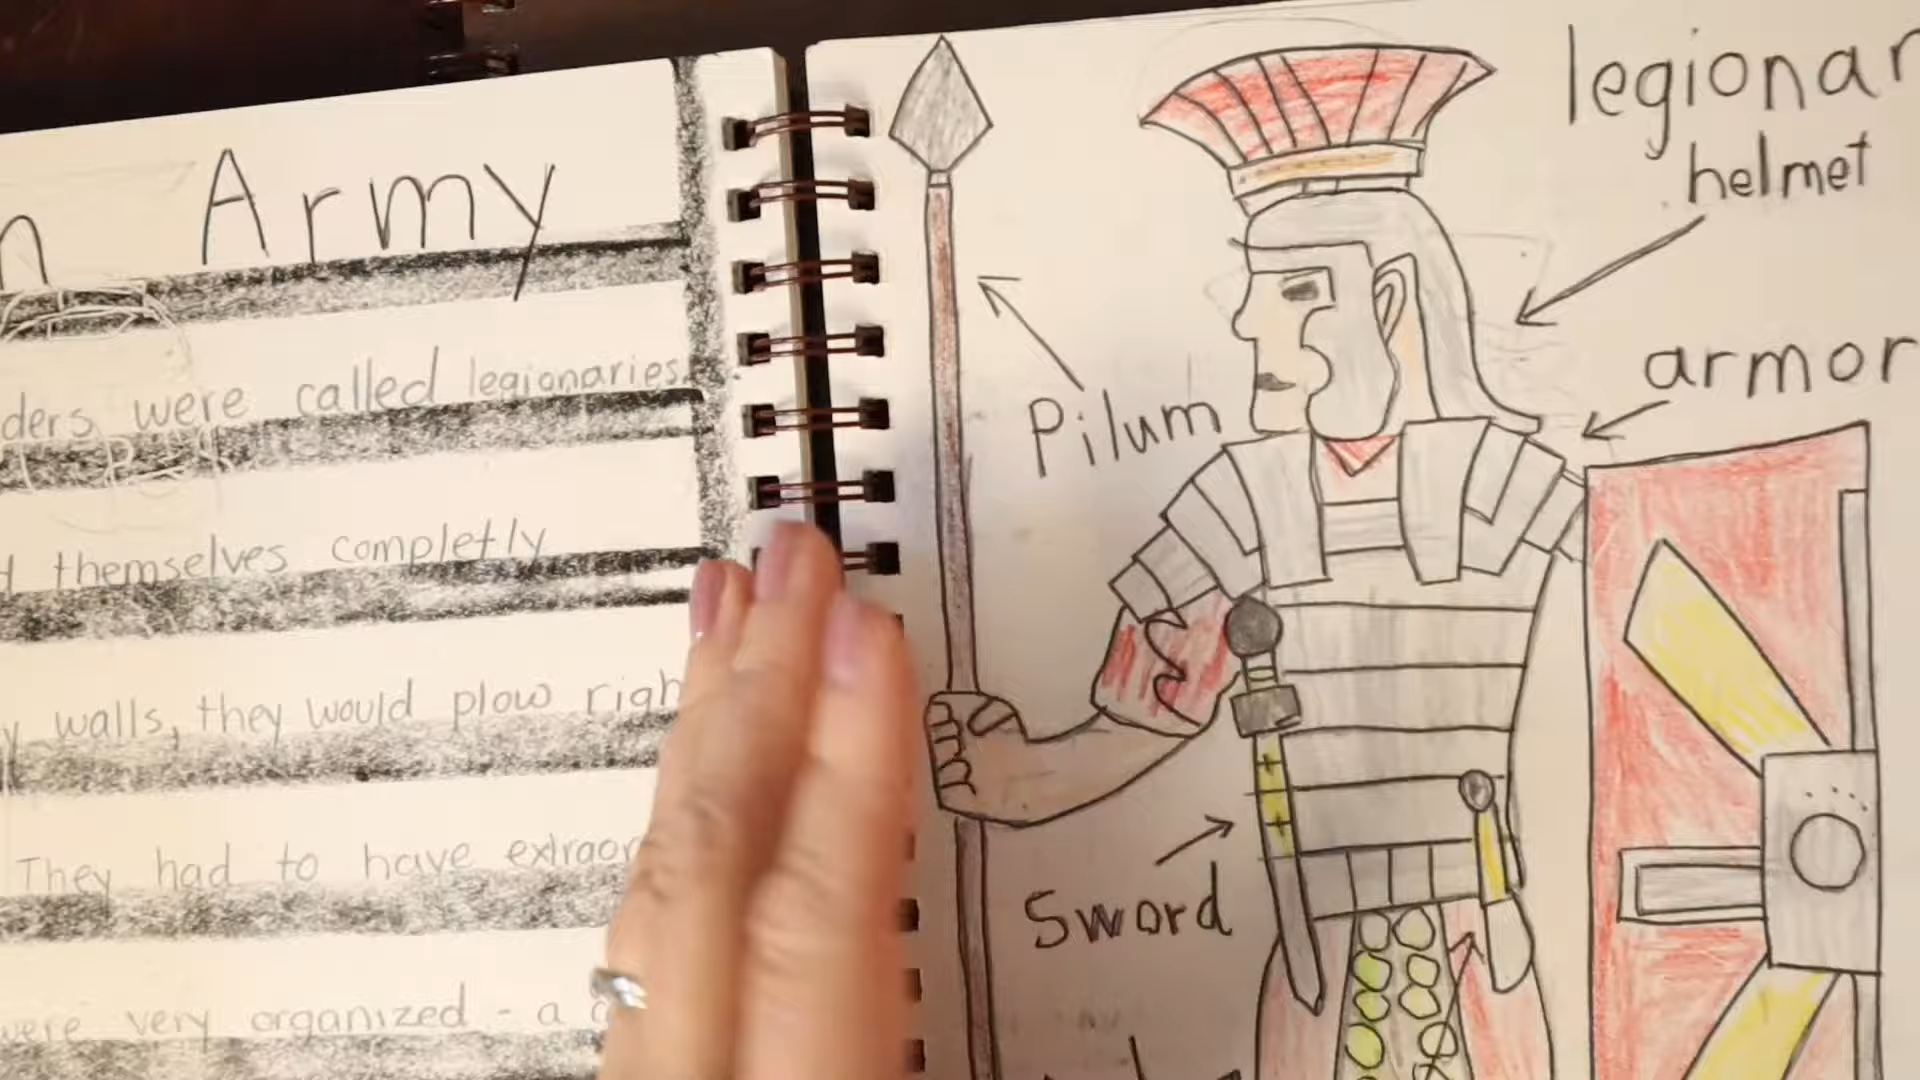 n Army
ders were called legionaries.
themselves completly
walls, they would plow righ
They had to have extraor
were very organized - a
legionar
helmet
armor
Pilum
Sword